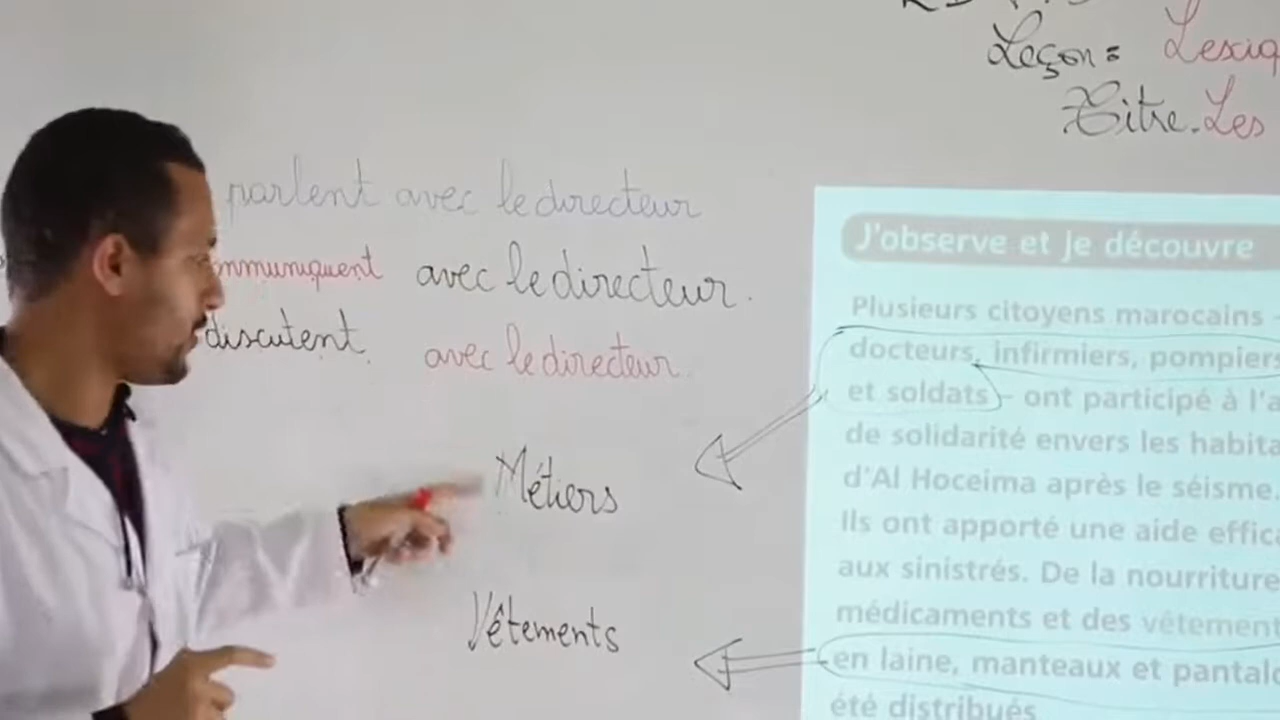 Leçon: Lexiq
Titre. Les
parlent avec le directeur
mmuniquent avec le directeur.
discutent. avec le directeur.
Métiers
Vêtements
J'observe et je découvre
Plusieurs citoyens marocains -
docteurs, infirmiers, pompiers
et soldats - ont participé à l'a
de solidarité envers les habita
d'Al Hoceima après le séisme.
Ils ont apporté une aide effica
aux sinistrés. De la nourriture
médicaments et des vêtement
en laine, manteaux et pantalo
été distribués